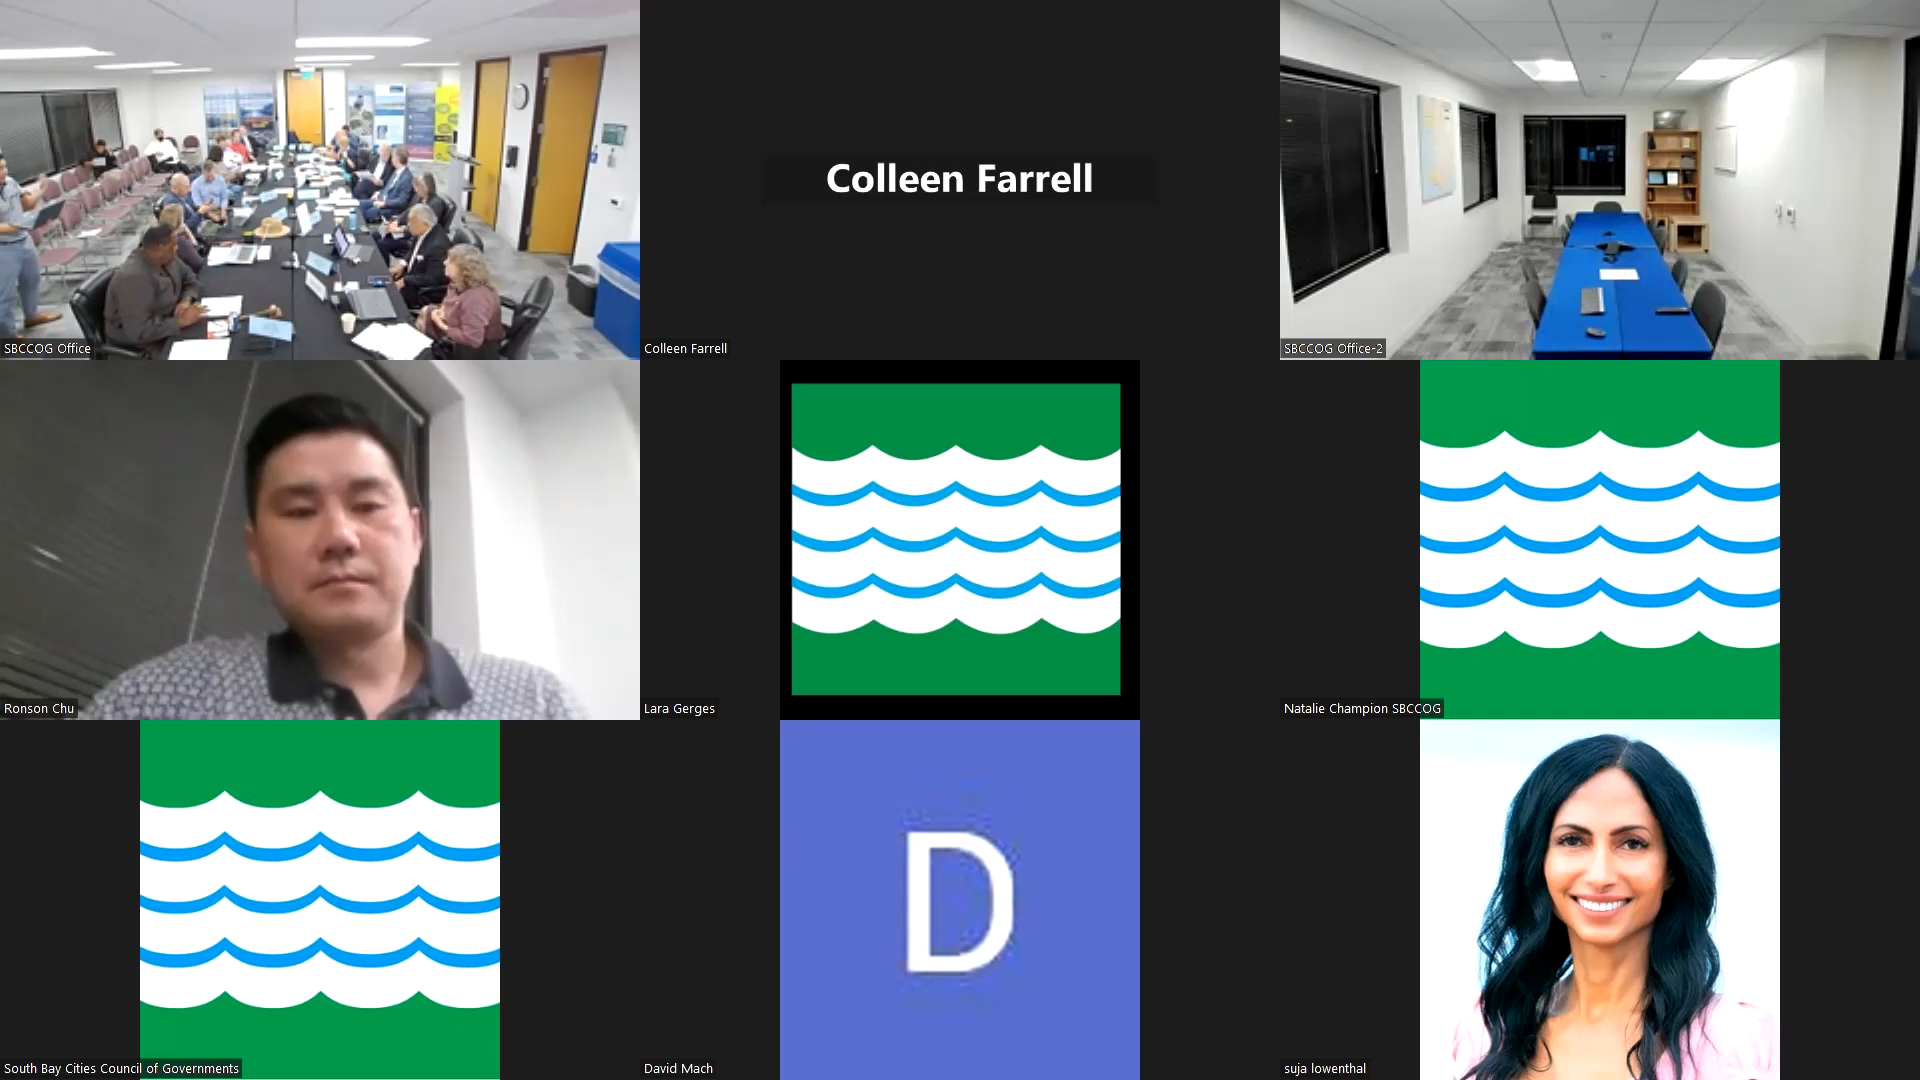 SBCCOG Office
Colleen Farrell
Colleen Farrell
SBCCOG Office-2
Ronson Chu
Lara Gerges
Natalie Champion SBCCOG
South Bay Cities Council of Governments
D
David Mach
suja lowenthal